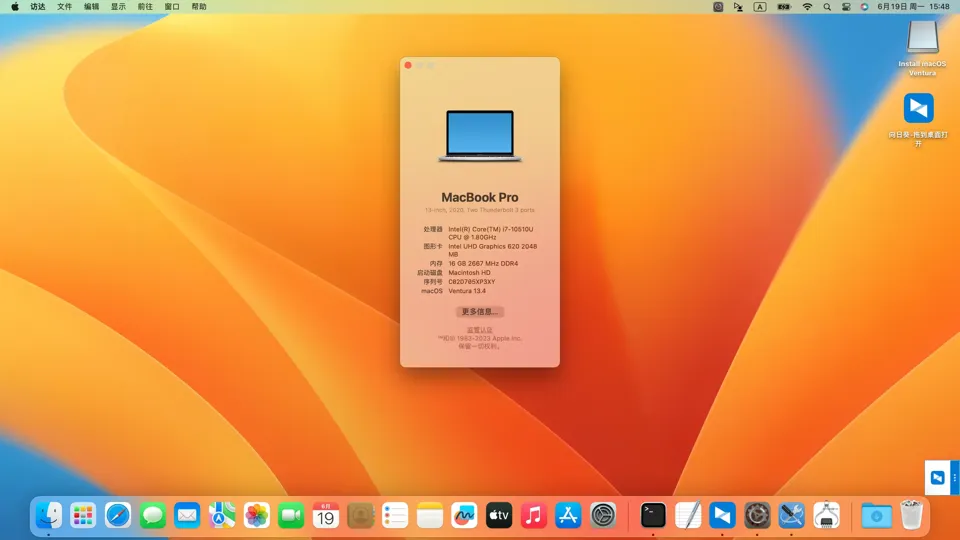 访达 文件 编辑 显示 前往 窗口 帮助 A 6月19日 周一 15:48
Install macOS
Ventura
向日葵-拖到桌面打
开
MacBook Pro
13-inch, 2020, Two Thunderbolt 3 ports
处理器 Intel(R) Core(TM) i7-10510U
CPU @ 1.80GHz
图形卡 Intel UHD Graphics 620 2048
MB
内存 16 GB 2667 MHz DDR4
启动磁盘 Macintosh HD
序列号
macOS Ventura 13.4
更多信息...
监管认证
™和© 1983-2023 Apple Inc.
保留一切权利。
6月
19
tv